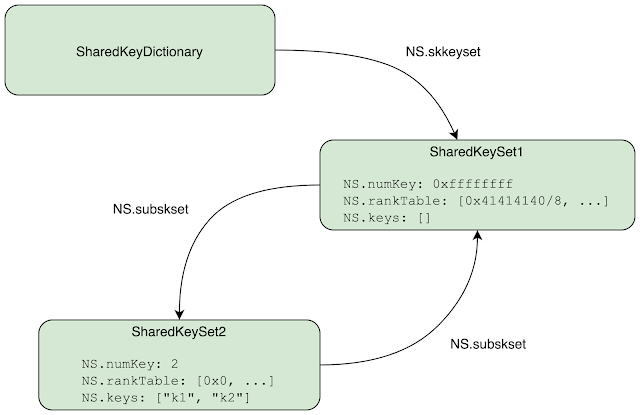 SharedKeyDictionary
NS.skkeyset
SharedKeySet1
NS.numKey: 0xffffffff
NS.rankTable: [0x41414140/8, ...]
NS.keys: []
NS.subskset
SharedKeySet2
NS.numKey: 2
NS.rankTable: [0x0, ...]
NS.keys: ["k1", "k2"]
NS.subskset